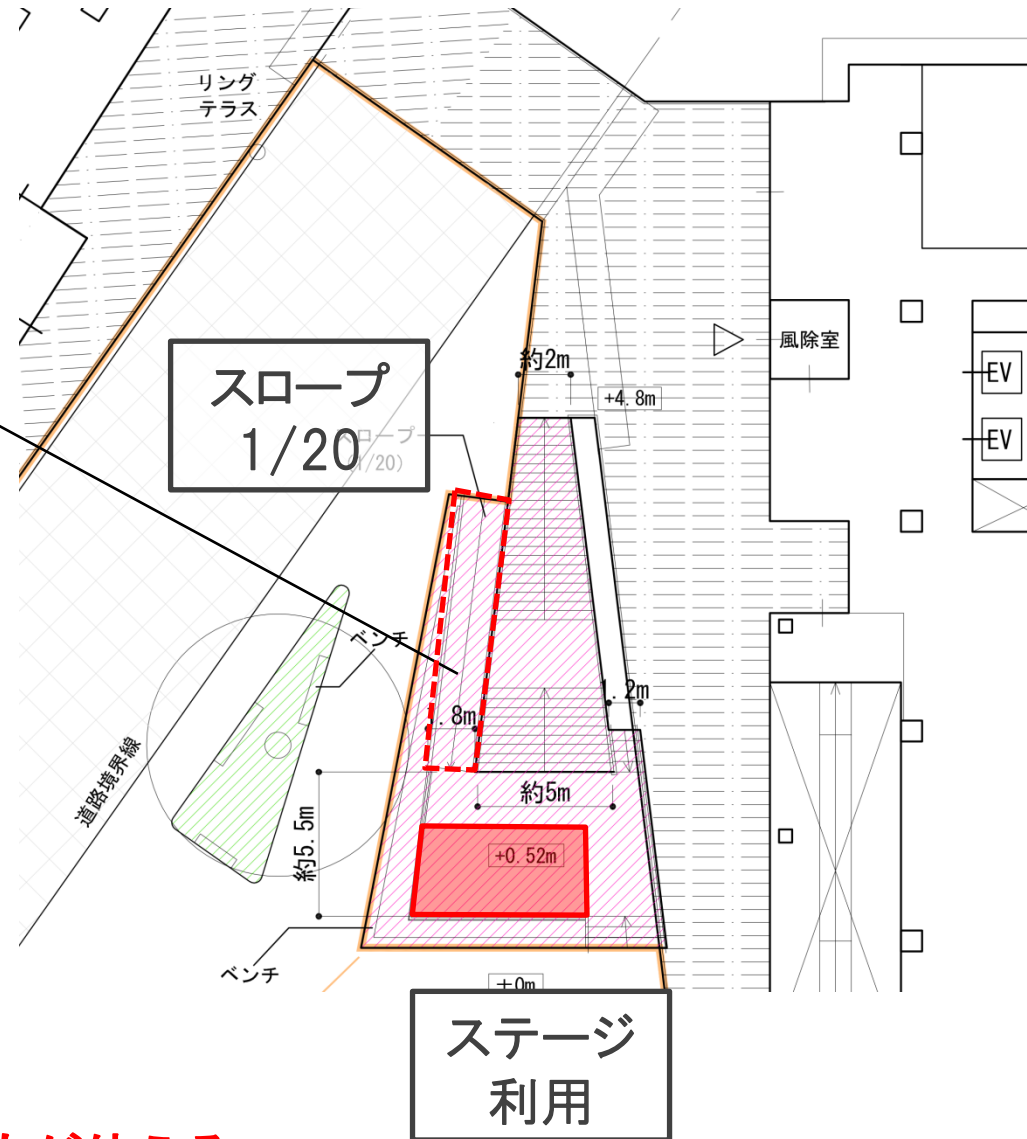 リング
テラス
風除室
EV
EV
約2m
+4.8m
スロープ
1/20
スロープ
1/20)
ベンチ
.2m
.8m
道路境界線
約5m
約5.5m
+0.52m
ベンチ
±0m
ステージ
利用